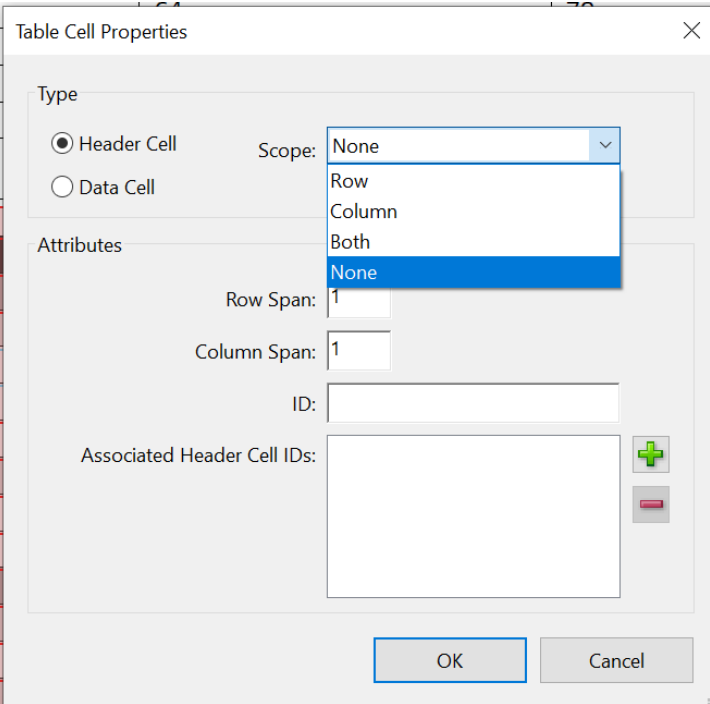 Table Cell Properties
Type
Header Cell
Scope: None
Data Cell
Row
Column
Both
None
Attributes
Row Span: 1
Column Span: 1
ID:
Associated Header Cell IDs:
OK Cancel